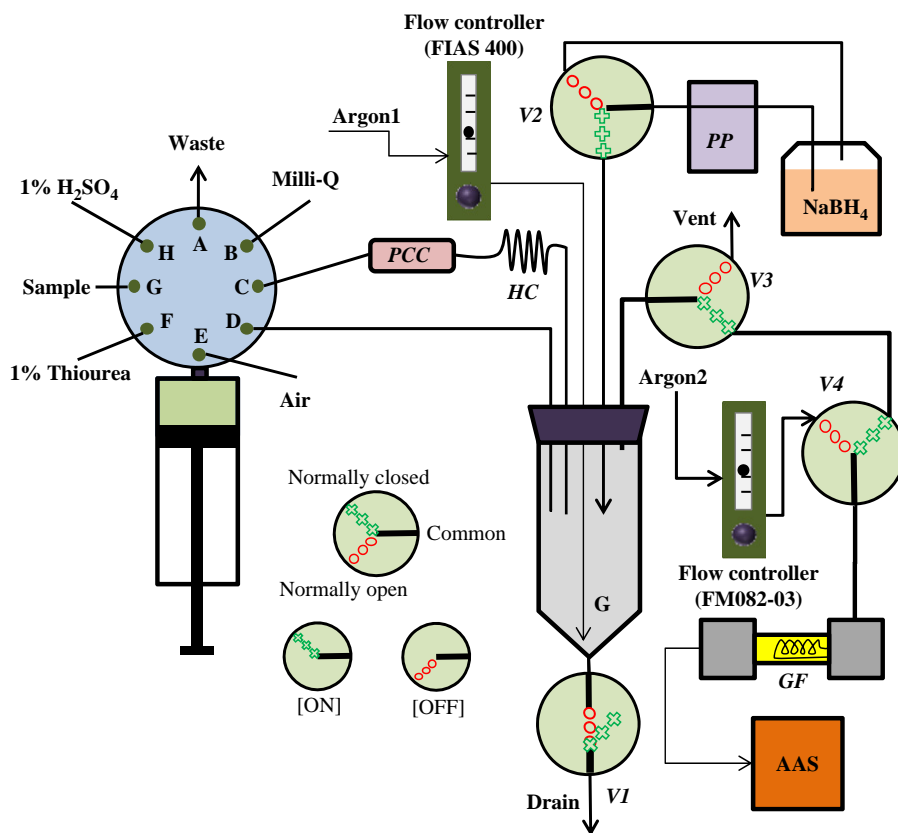 Flow controller
(FIAS 400)
Argon1
V2
PP
NaBH4
Waste
1% H2SO4
Milli-Q
A
H
B
Sample
G
C
F
D
E
1% Thiourea
Air
PCC
HC
Vent
V3
Argon2
V4
Normally closed
Common
Normally open
[ON]
[OFF]
G
Flow controller
(FM082-03)
GF
AAS
V1
Drain